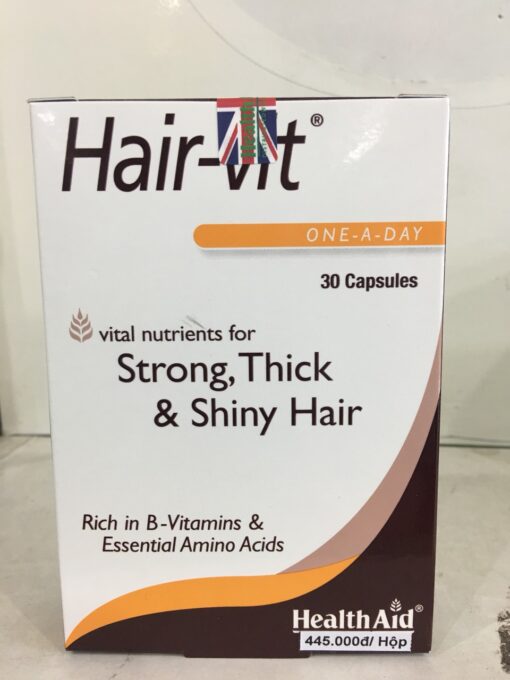 Hair-vit®
Health
ONE-A-DAY
30 Capsules
vital nutrients for
Strong, Thick
& Shiny Hair
Rich in B-Vitamins &
Essential Amino Acids
HealthAid®
445.000đ/ Hộp